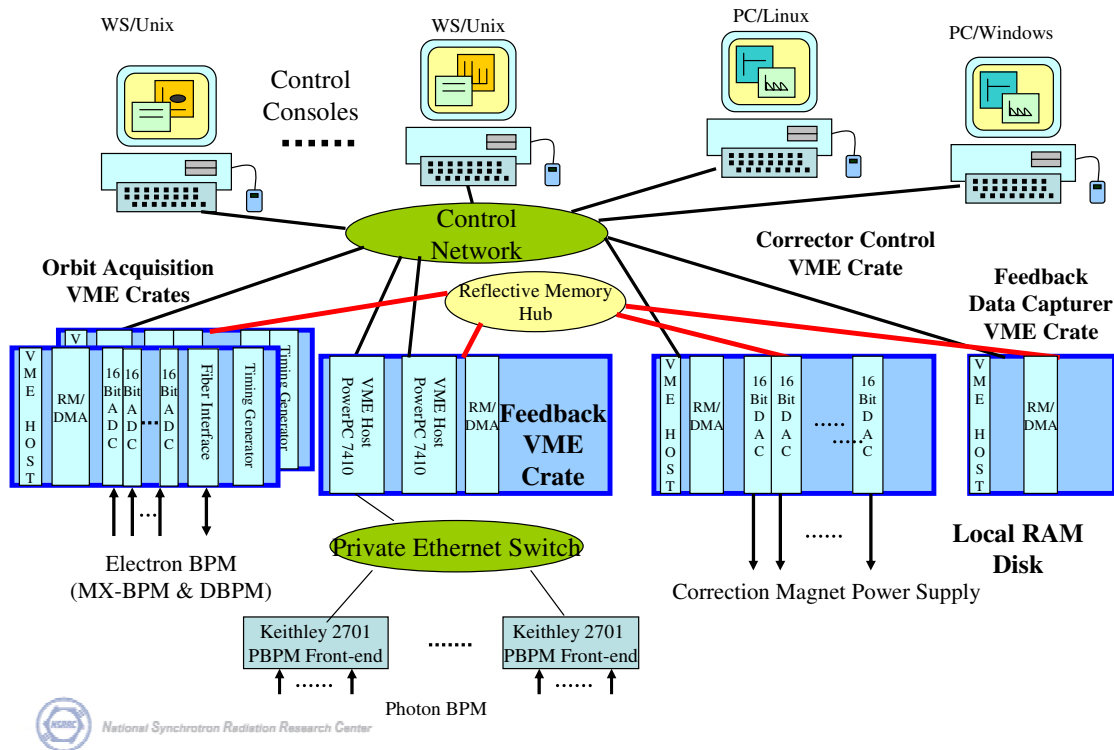 WS/Unix
WS/Unix
PC/Linux
PC/Windows
Control
Consoles
Control
Network
Orbit Acquisition
VME Crates
Reflective Memory
Hub
Corrector Control
VME Crate
Feedback
Data Capturer
VME Crate
V
Timing Generator
VME HOST
RM/
DMA
16 Bit ADC
16 Bit ADC
16 Bit ADC
Fiber Interface
Timing Generator
VME Host
PowerPC 7410
VME Host
PowerPC 7410
RM/
DMA
Feedback
VME
Crate
VME HOST
RM/
DMA
16 Bit DAC
16 Bit DAC
16 Bit DAC
VME HOST
RM/
DMA
Electron BPM
(MX-BPM & DBPM)
Private Ethernet Switch
Correction Magnet Power Supply
Local RAM
Disk
Keithley 2701
PBPM Front-end
Keithley 2701
PBPM Front-end
Photon BPM
NSRRC
National Synchrotron Radiation Research Center